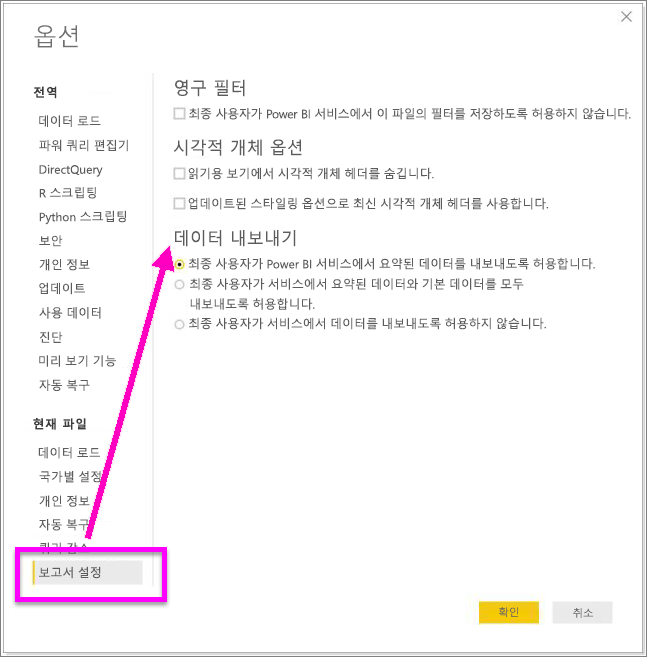 옵션
전역
데이터 로드
파워 쿼리 편집기
DirectQuery
R 스크립팅
Python 스크립팅
보안
개인 정보
업데이트
사용 데이터
진단
미리 보기 기능
자동 복구
현재 파일
데이터 로드
국가별 설정
개인 정보
자동 복구
쿼리 감소
보고서 설정
영구 필터
최종 사용자가 Power BI 서비스에서 이 파일의 필터를 저장하도록 허용하지 않습니다.
시각적 개체 옵션
읽기용 보기에서 시각적 개체 헤더를 숨깁니다.
업데이트된 스타일링 옵션으로 최신 시각적 개체 헤더를 사용합니다.
데이터 내보내기
최종 사용자가 Power BI 서비스에서 요약된 데이터를 내보내도록 허용합니다.
최종 사용자가 서비스에서 요약된 데이터와 기본 데이터를 모두
내보내도록 허용합니다.
최종 사용자가 서비스에서 데이터를 내보내도록 허용하지 않습니다.
확인
취소